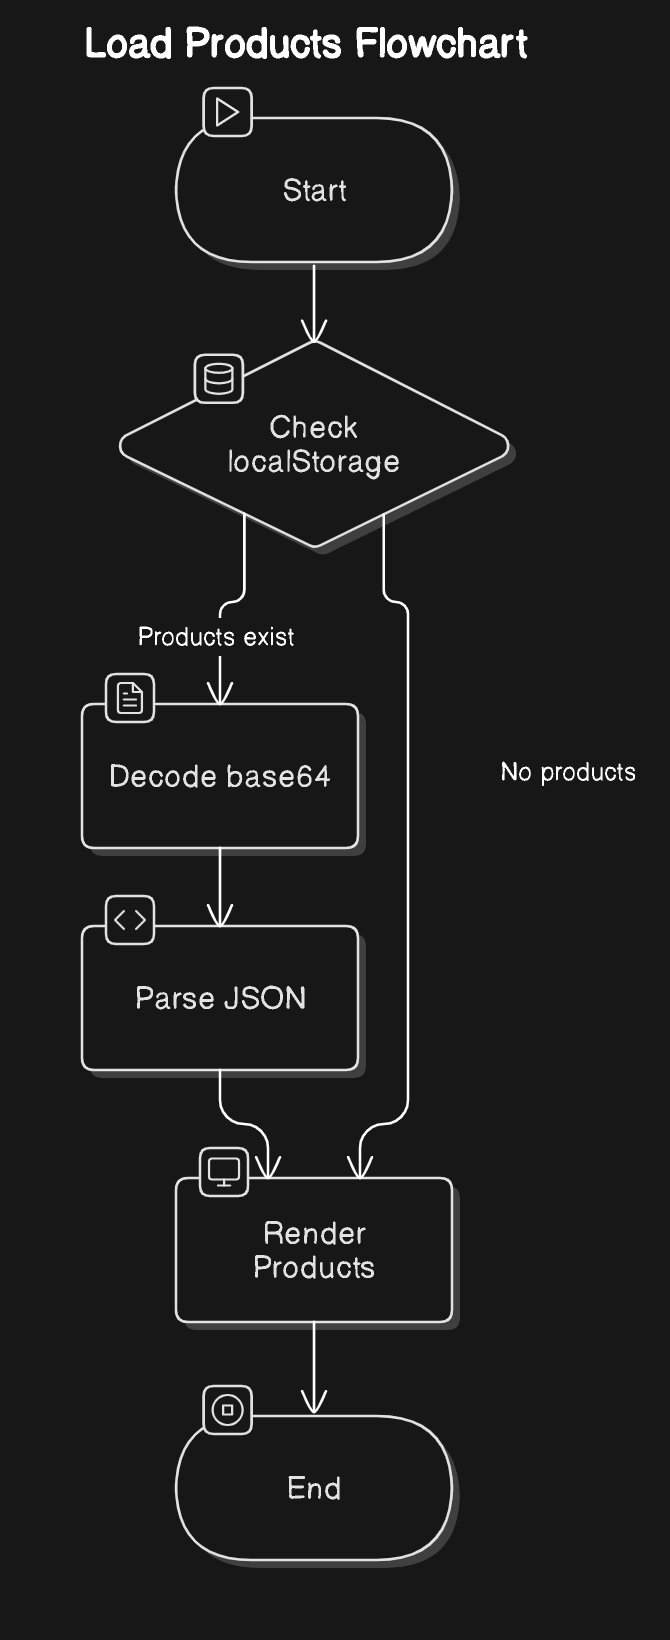 Load Products Flowchart
Start
Check
localStorage
Products exist
Decode base64
No products
Parse JSON
Render
Products
End